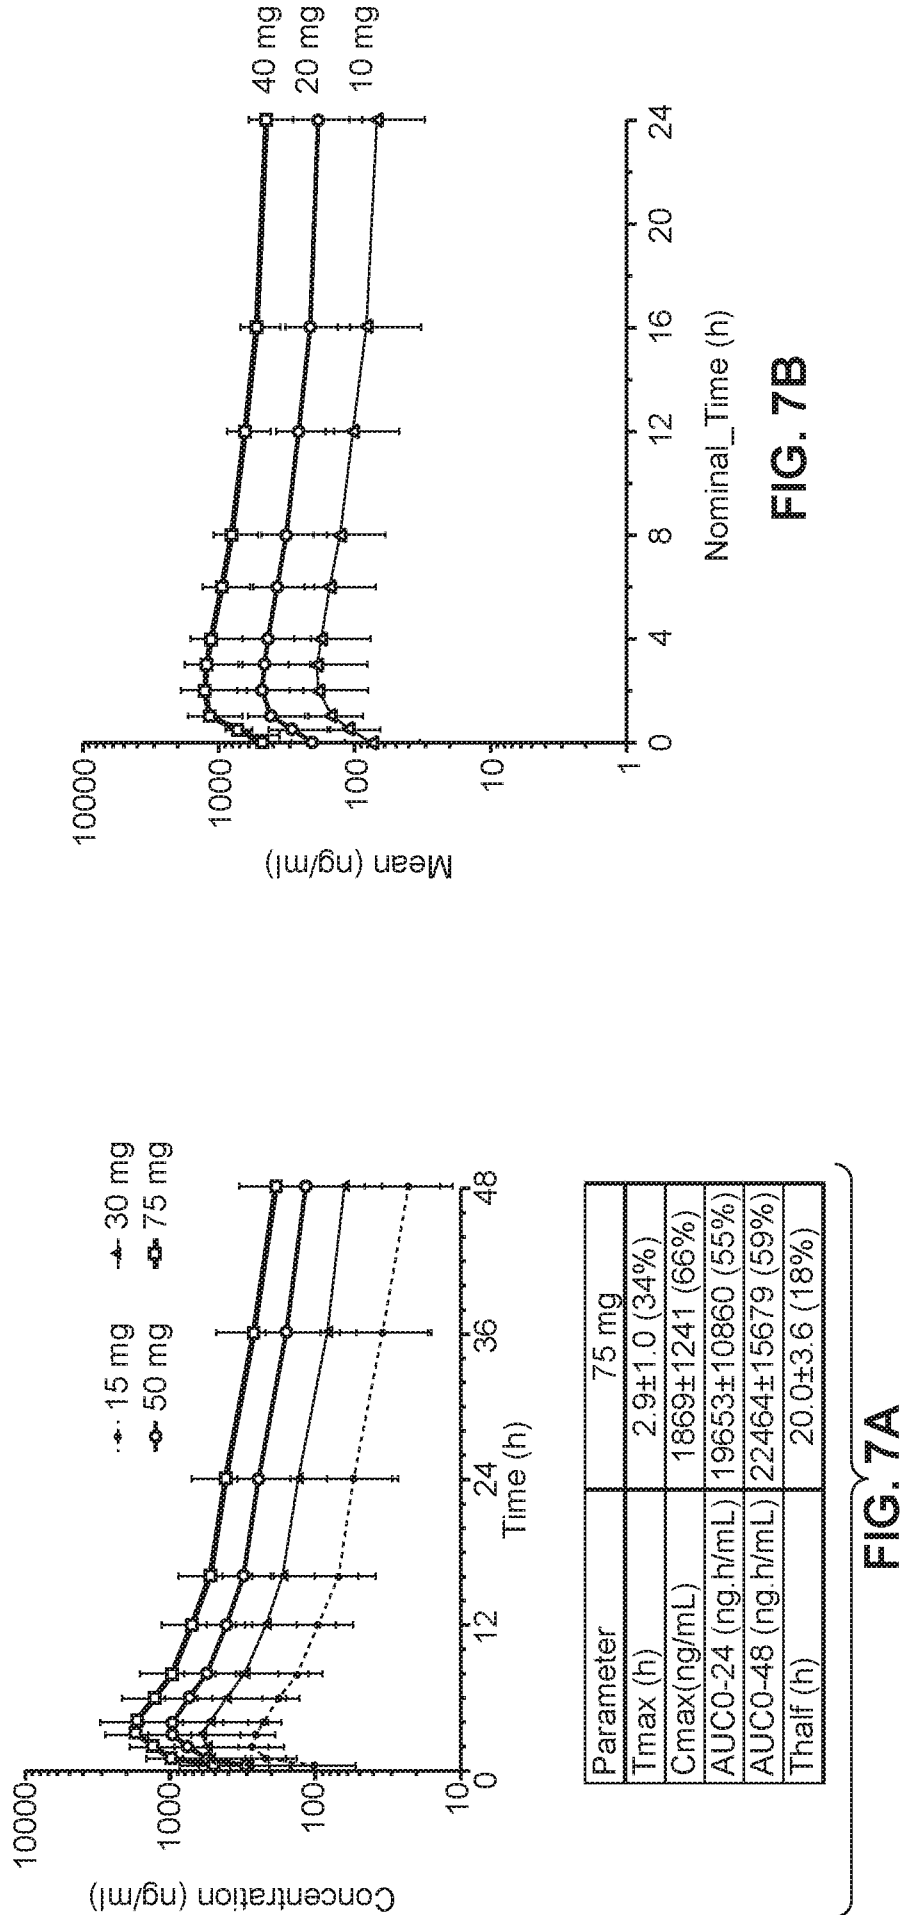 10000
1000
100
10
Concentration (ng/ml)
0
12
24
36
48
Time (h)
15 mg
30 mg
50 mg
75 mg
Parameter 75 mg
Tmax (h) 2.9±1.0 (34%)
Cmax(ng/mL) 1869±1241 (66%)
AUC0-24 (ng.h/mL) 19653±10860 (55%)
AUC0-48 (ng.h/mL) 22464±15679 (59%)
Thalf (h) 20.0±3.6 (18%)
FIG. 7A
10000
1000
100
10
1
Mean (ng/ml)
0
4
8
12
16
20
24
Nominal_Time (h)
40 mg
20 mg
10 mg
FIG. 7B